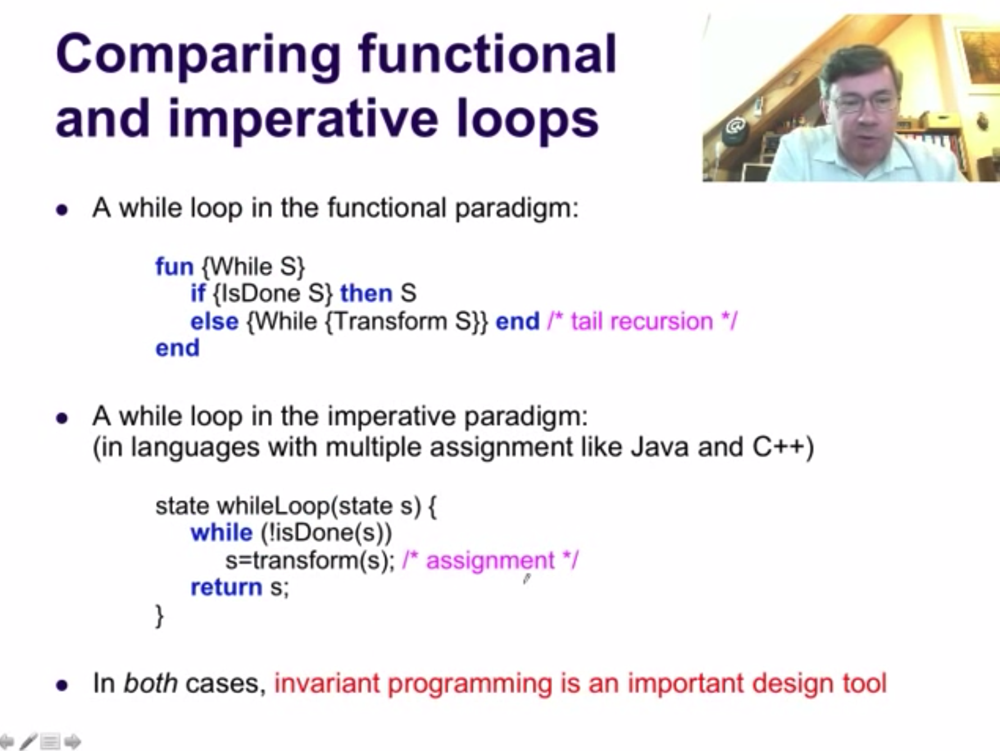 Comparing functional
and imperative loops
@
• A while loop in the functional paradigm:
fun {While S}
if {IsDone S} then S
else {While {Transform S}} end /* tail recursion */
end
• A while loop in the imperative paradigm:
(in languages with multiple assignment like Java and C++)
state whileLoop(state s) {
while (!isDone(s))
s=transform(s); /* assignment */
return s;
}
• In both cases, invariant programming is an important design tool